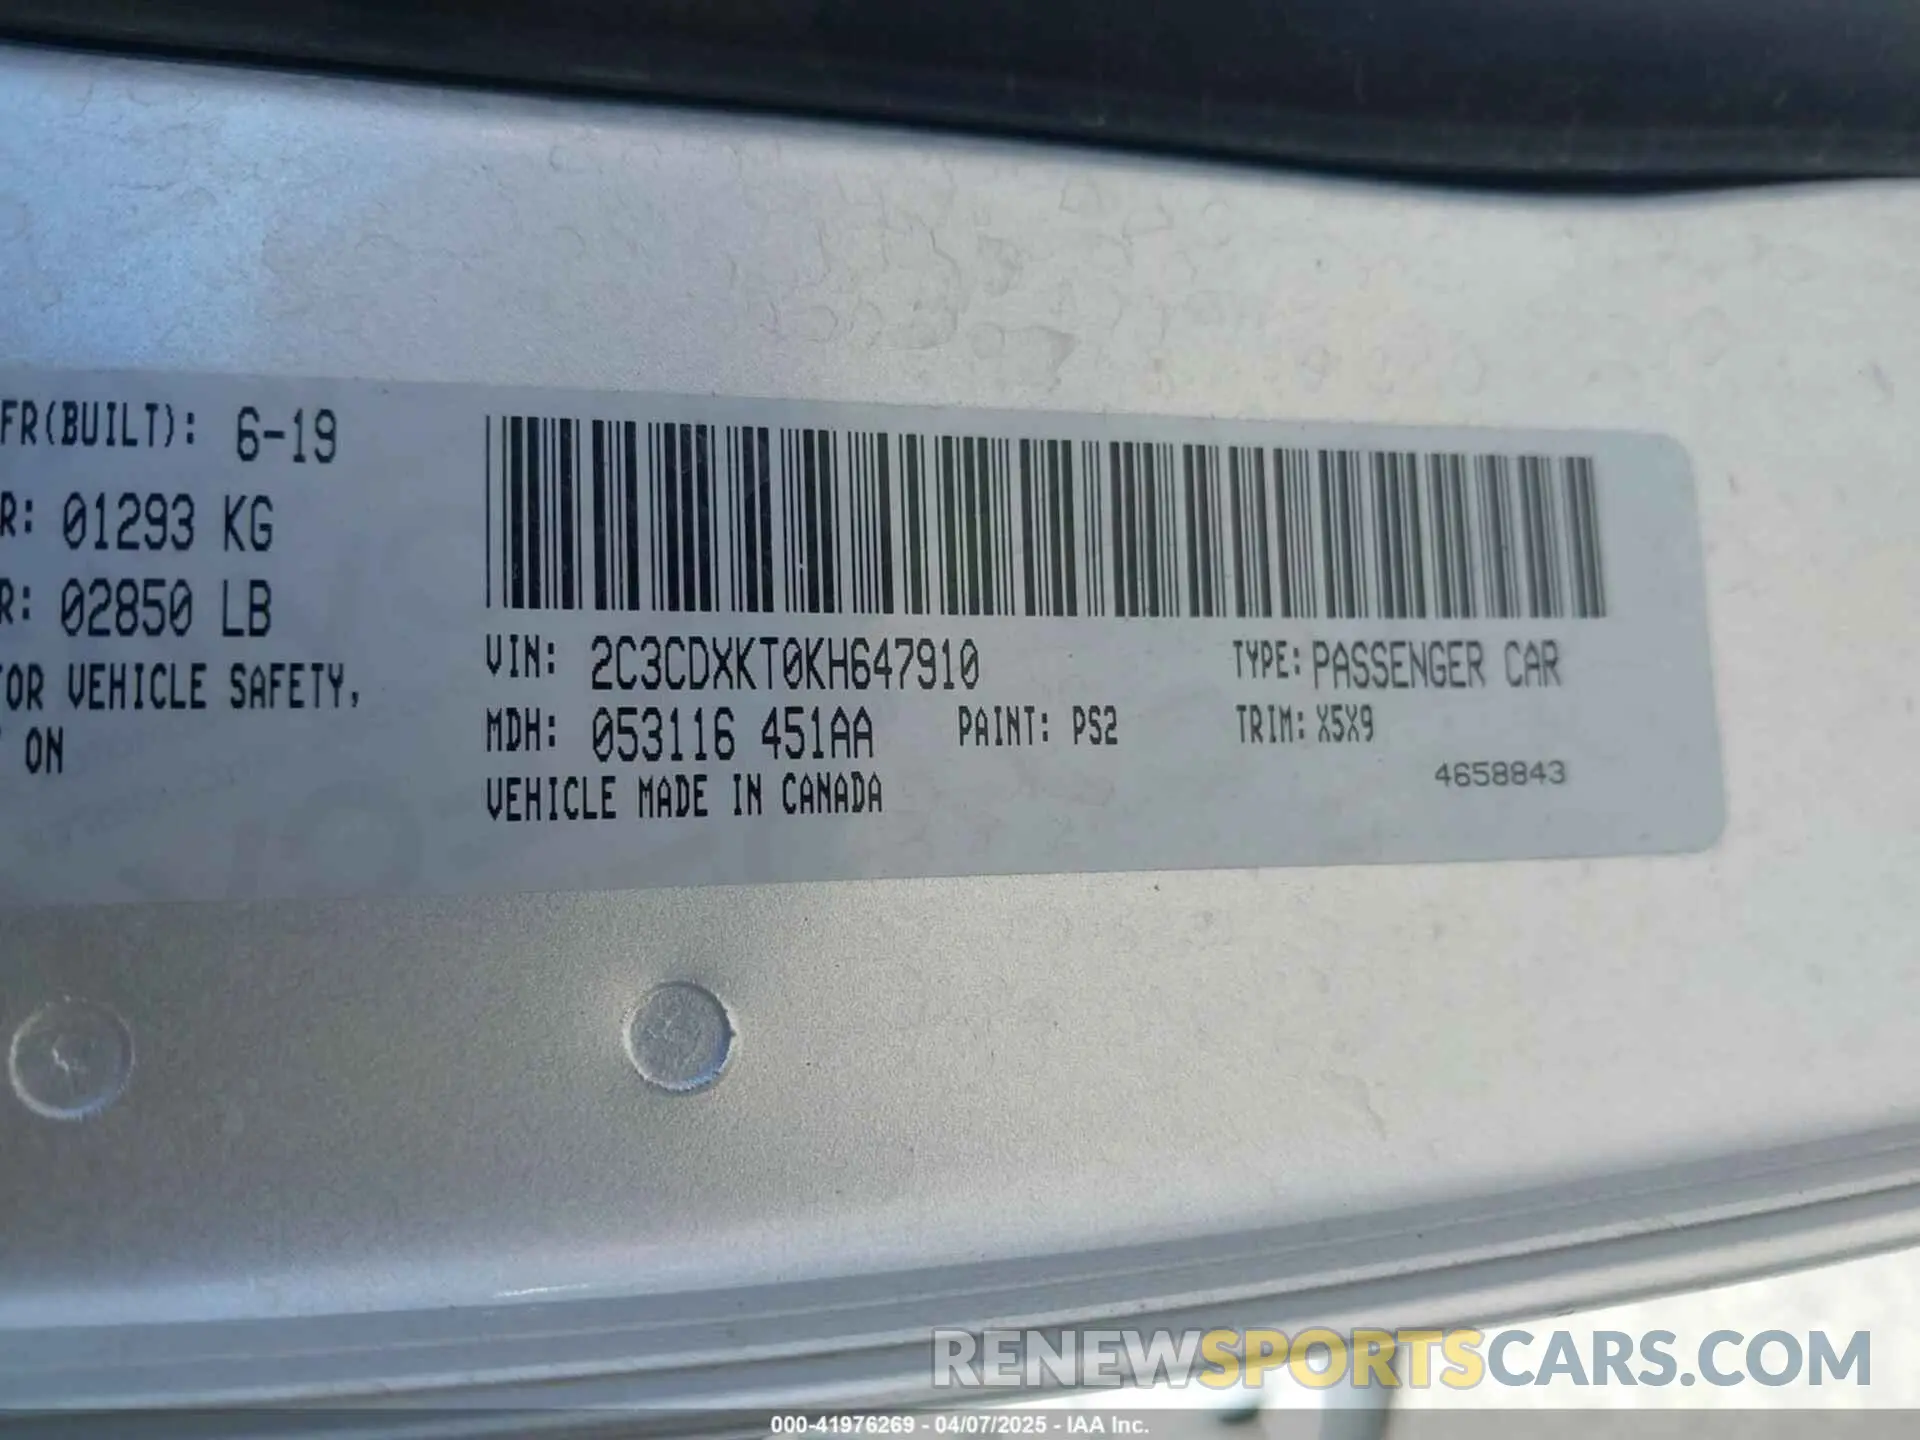 FR(BUILT): 6-19
R: 01293 KG
R: 02850 LB
OR VEHICLE SAFETY,
ON
VIN: 2C3CDXKT0KH647910
TYPE: PASSENGER CAR
MDH: 053116 451AA
PAINT: PS2
TRIM: X5X9
VEHICLE MADE IN CANADA
4658843
RENEWSPORTSCARS.COM
000-41976269 - 04/07/2025 - IAA Inc.